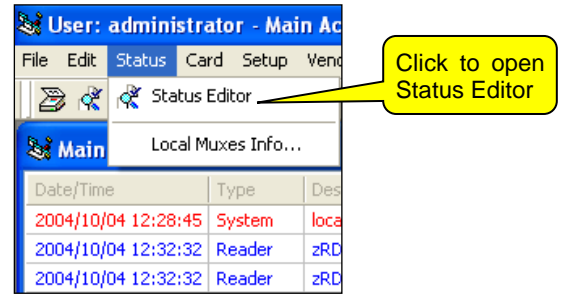 User: administrator - Main Ac
File Edit Status Card Setup Venc
Click to open
Status Editor
Status Editor
Main
Local Muxes Info...
Date/Time Type Des
2004/10/04 12:28:45 System loca
2004/10/04 12:32:32 Reader zRD
2004/10/04 12:32:32 Reader zRD